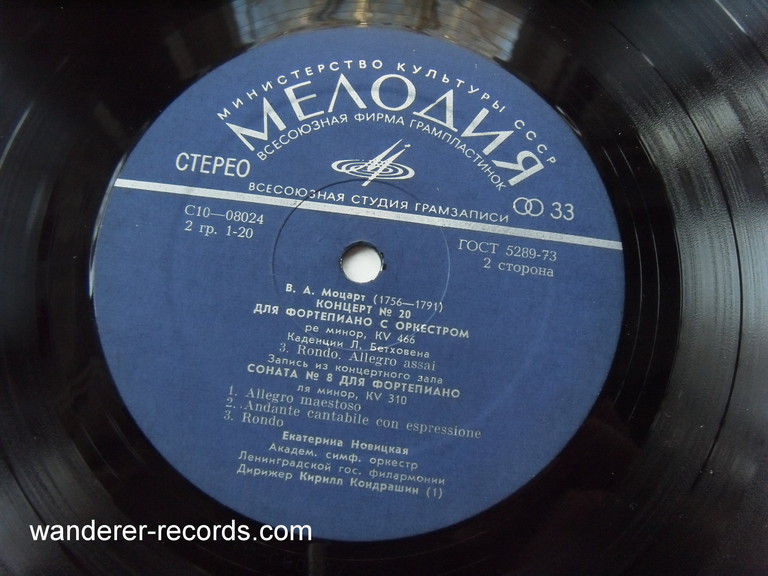 МИНИСТЕРСТВО КУЛЬТУРЫ СССР
МЕЛОДИЯ
ВСЕСОЮЗНАЯ ФИРМА ГРАМПЛАСТИНОК
СТЕРЕО
ВСЕСОЮЗНАЯ СТУДИЯ ГРАМЗАПИСИ
33
С10—08024
2 гр. 1-20
ГОСТ 5289-73
2 сторона
В. А. Моцарт (1756—1791)
КОНЦЕРТ № 20
ДЛЯ ФОРТЕПИАНО С ОРКЕСТРОМ
ре минор, KV 466
Каденции Л. Бетховена
3. Rondo. Allegro assai
Запись из концертного зала
СОНАТА № 8 ДЛЯ ФОРТЕПИАНО
ля минор, KV 310
1. Allegro maestoso
2. Andante cantabile con espressione
3. Rondo
Екатерина Новицкая
Академ. симф. оркестр
Ленинградской гос. филармонии
Дирижер Кирилл Кондрашин (1)
wanderer-records.com